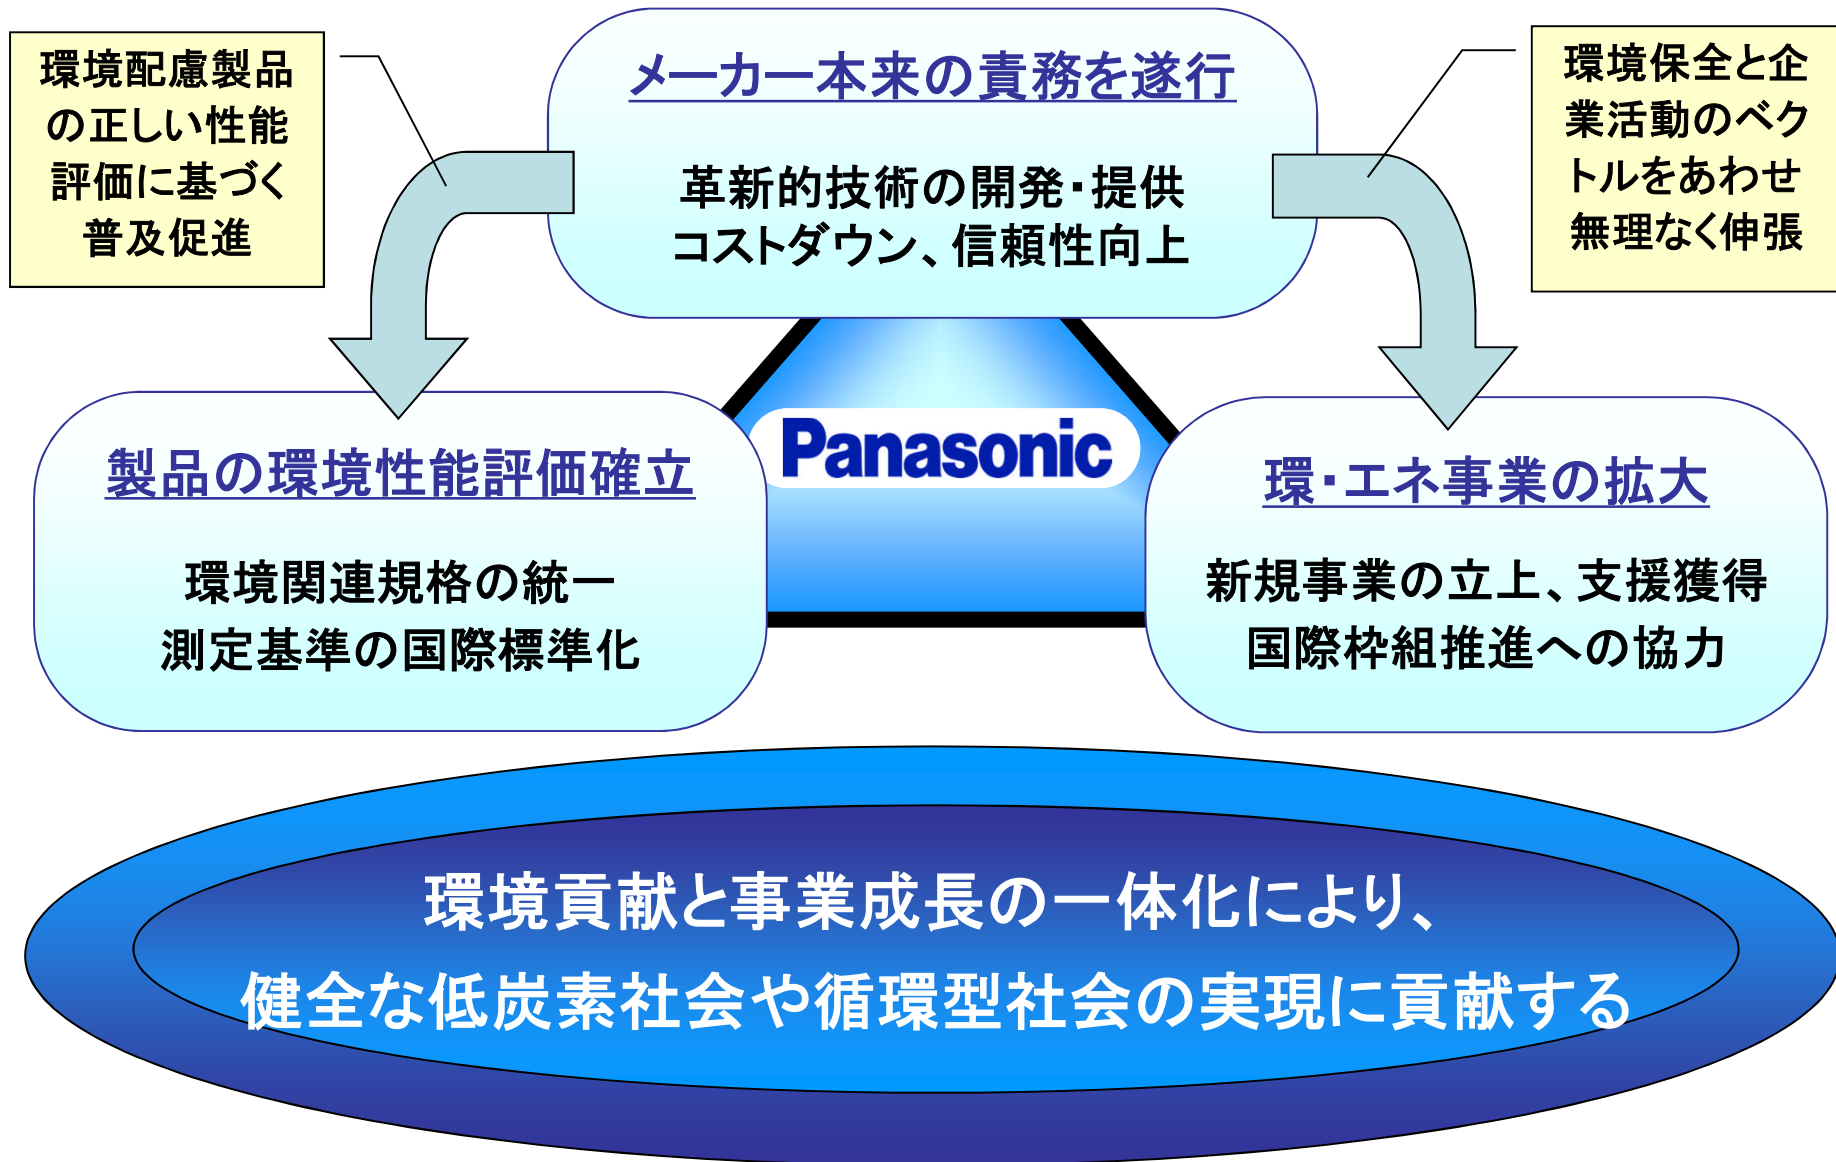 環境配慮製品
の正しい性能
評価に基づく
普及促進
メーカー本来の責務を遂行
革新的技術の開発・提供
コストダウン、信頼性向上
環境保全と企
業活動のベク
トルをあわせ
無理なく伸張
Panasonic
製品の環境性能評価確立
環境関連規格の統一
測定基準の国際標準化
環・エネ事業の拡大
新規事業の立上、支援獲得
国際枠組推進への協力
環境貢献と事業成長の一体化により、
健全な低炭素社会や循環型社会の実現に貢献する